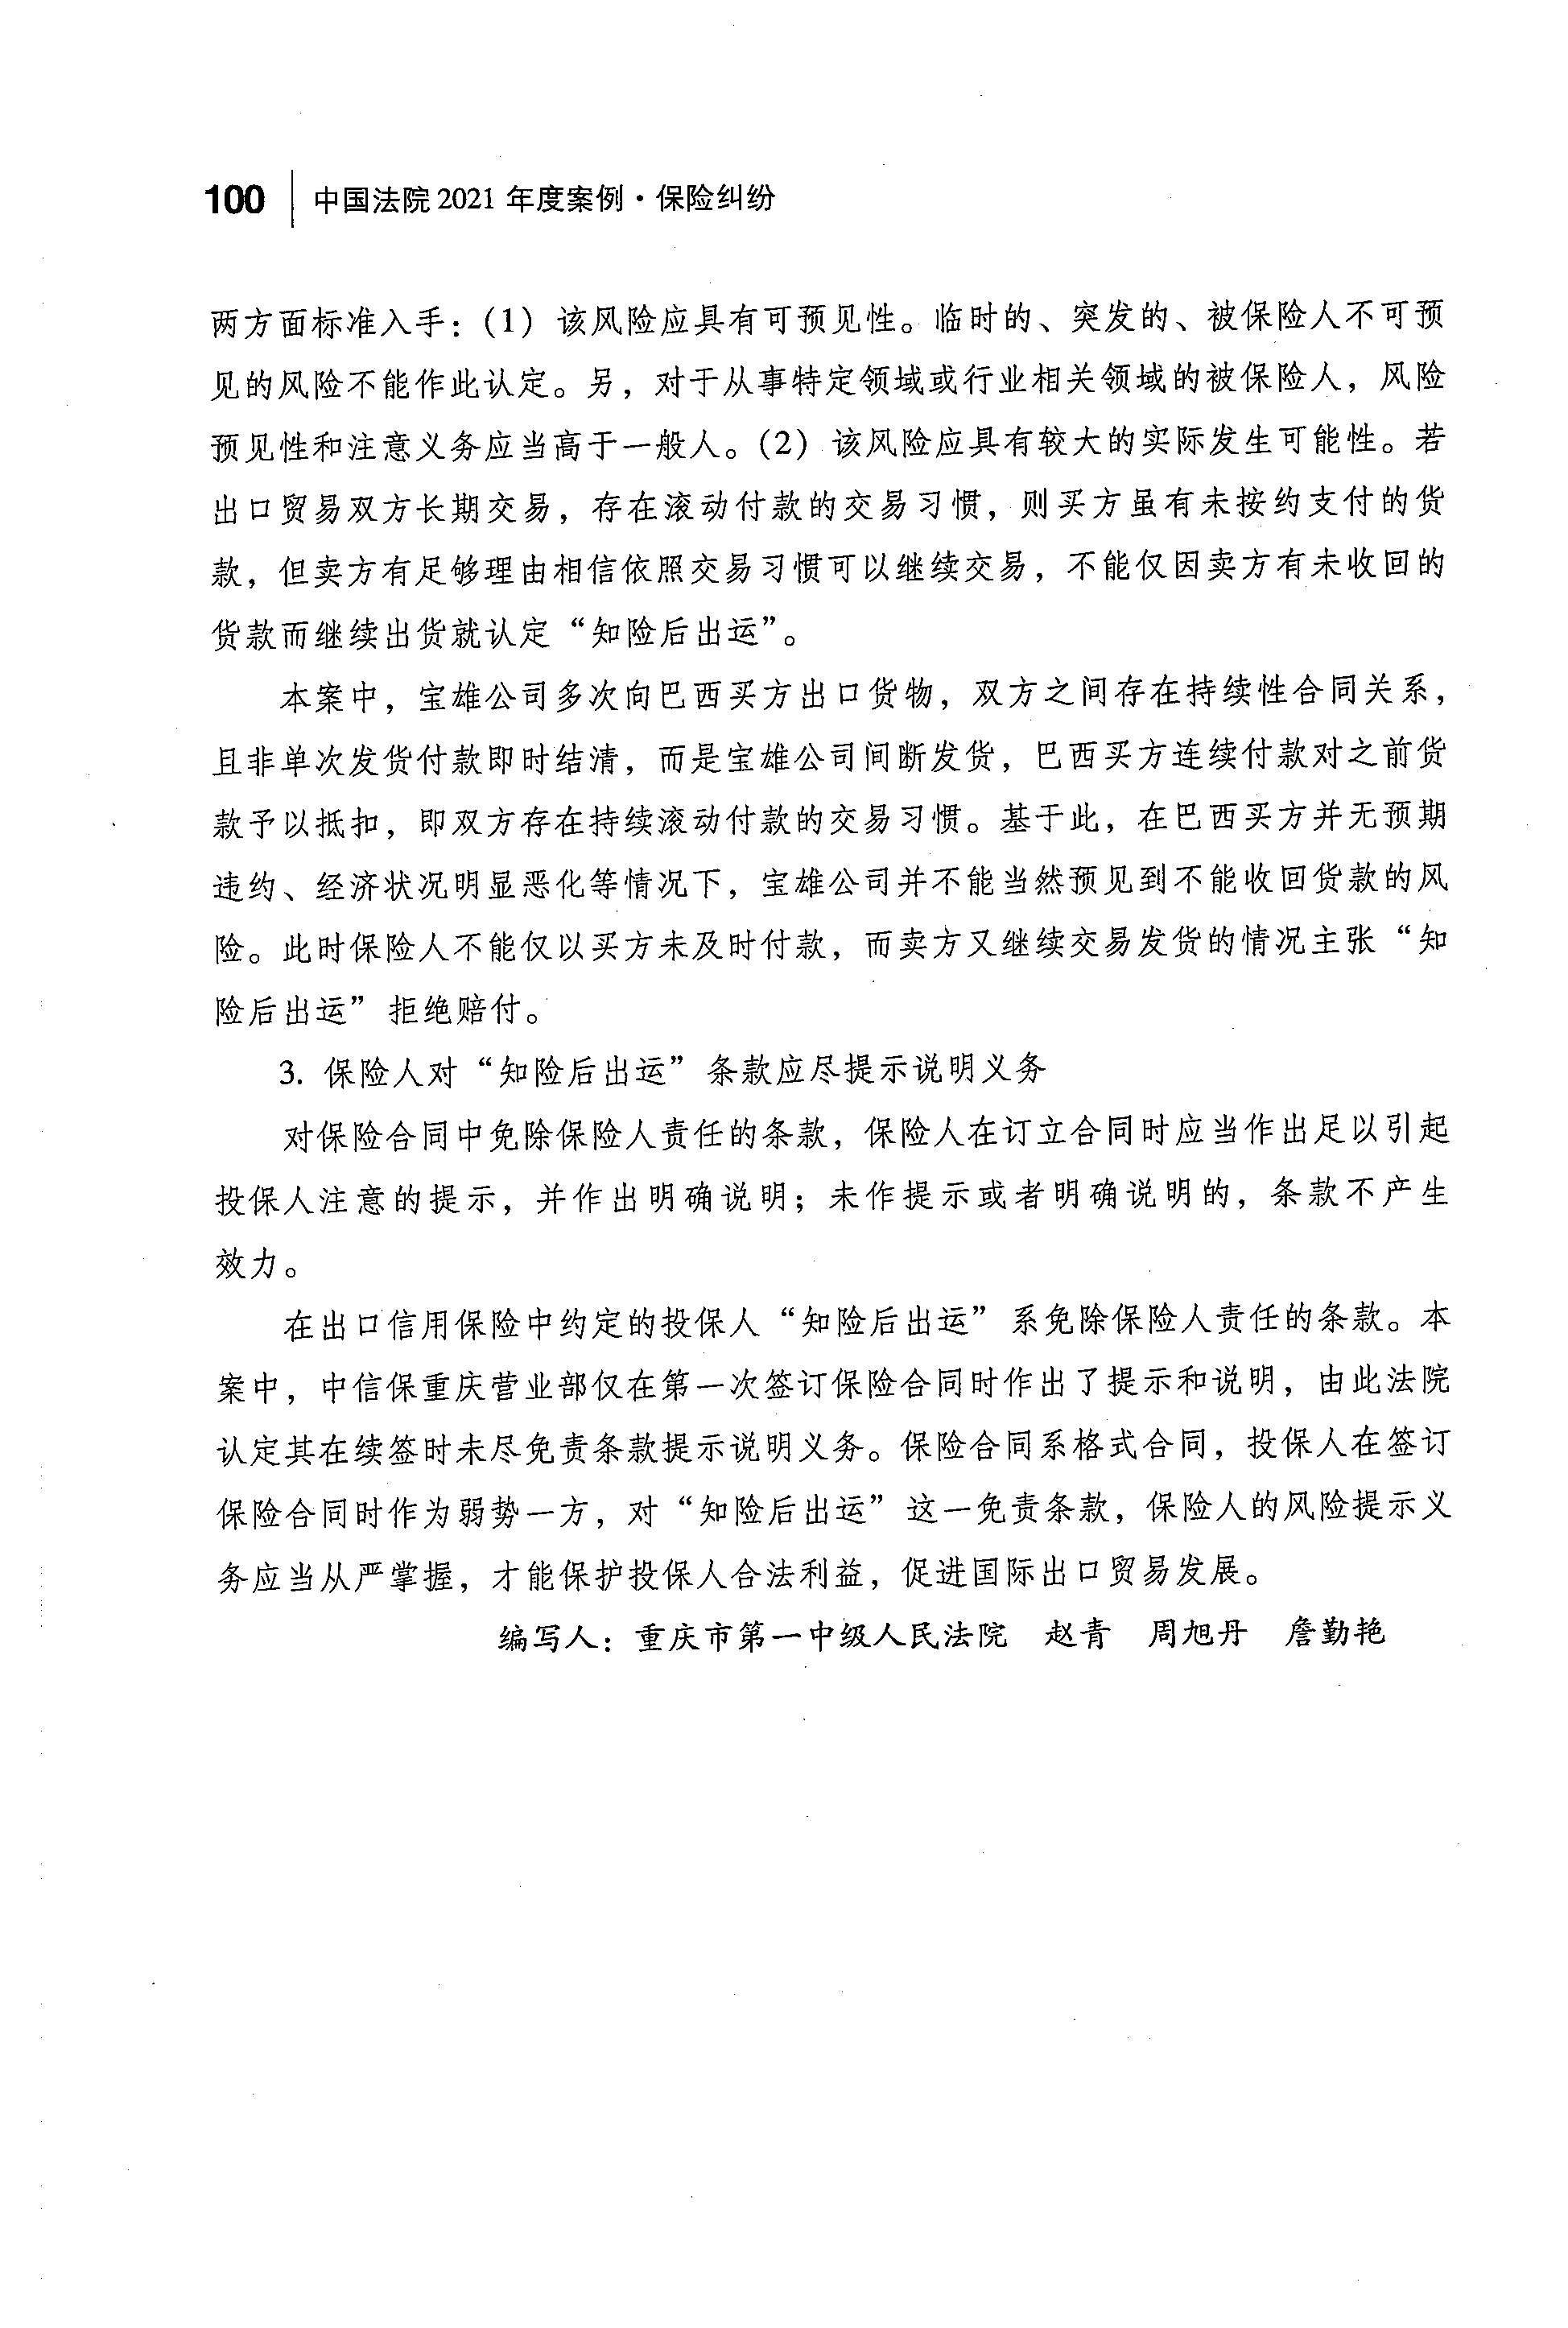 100 中国法院2021年度案例·保险纠纷
两方面标准入手：(1) 该风险应具有可预见性。临时的、突发的、被保险人不可预
见的风险不能作此认定。另，对于从事特定领域或行业相关领域的被保险人，风险
预见性和注意义务应当高于一般人。(2) 该风险应具有较大的实际发生可能性。若
出口贸易双方长期交易，存在滚动付款的交易习惯，则买方虽有未按约支付的货
款，但卖方有足够理由相信依照交易习惯可以继续交易，不能仅因卖方有未收回的
货款而继续出货就认定“知险后出运”。
本案中，宝雄公司多次向巴西买方出口货物，双方之间存在持续性合同关系，
且非单次发货付款即时结清，而是宝雄公司间断发货，巴西买方连续付款对之前货
款予以抵扣，即双方存在持续滚动付款的交易习惯。基于此，在巴西买方并无预期
违约、经济状况明显恶化等情况下，宝雄公司并不能当然预见到不能收回货款的风
险。此时保险人不能仅以买方未及时付款，而卖方又继续交易发货的情况主张“知
险后出运”拒绝赔付。
3. 保险人对“知险后出运”条款应尽提示说明义务
对保险合同中免除保险人责任的条款，保险人在订立合同时应当作出足以引起
投保人注意的提示，并作出明确说明；未作提示或者明确说明的，条款不产生
效力。
在出口信用保险中约定的投保人“知险后出运”系免除保险人责任的条款。本
案中，中信保重庆营业部仅在第一次签订保险合同时作出了提示和说明，由此法院
认定其在续签时未尽免责条款提示说明义务。保险合同系格式合同，投保人在签订
保险合同时作为弱势一方，对“知险后出运”这一免责条款，保险人的风险提示义
务应当从严掌握，才能保护投保人合法利益，促进国际出口贸易发展。
编写人：重庆市第一中级人民法院 赵青 周旭丹 詹勤艳